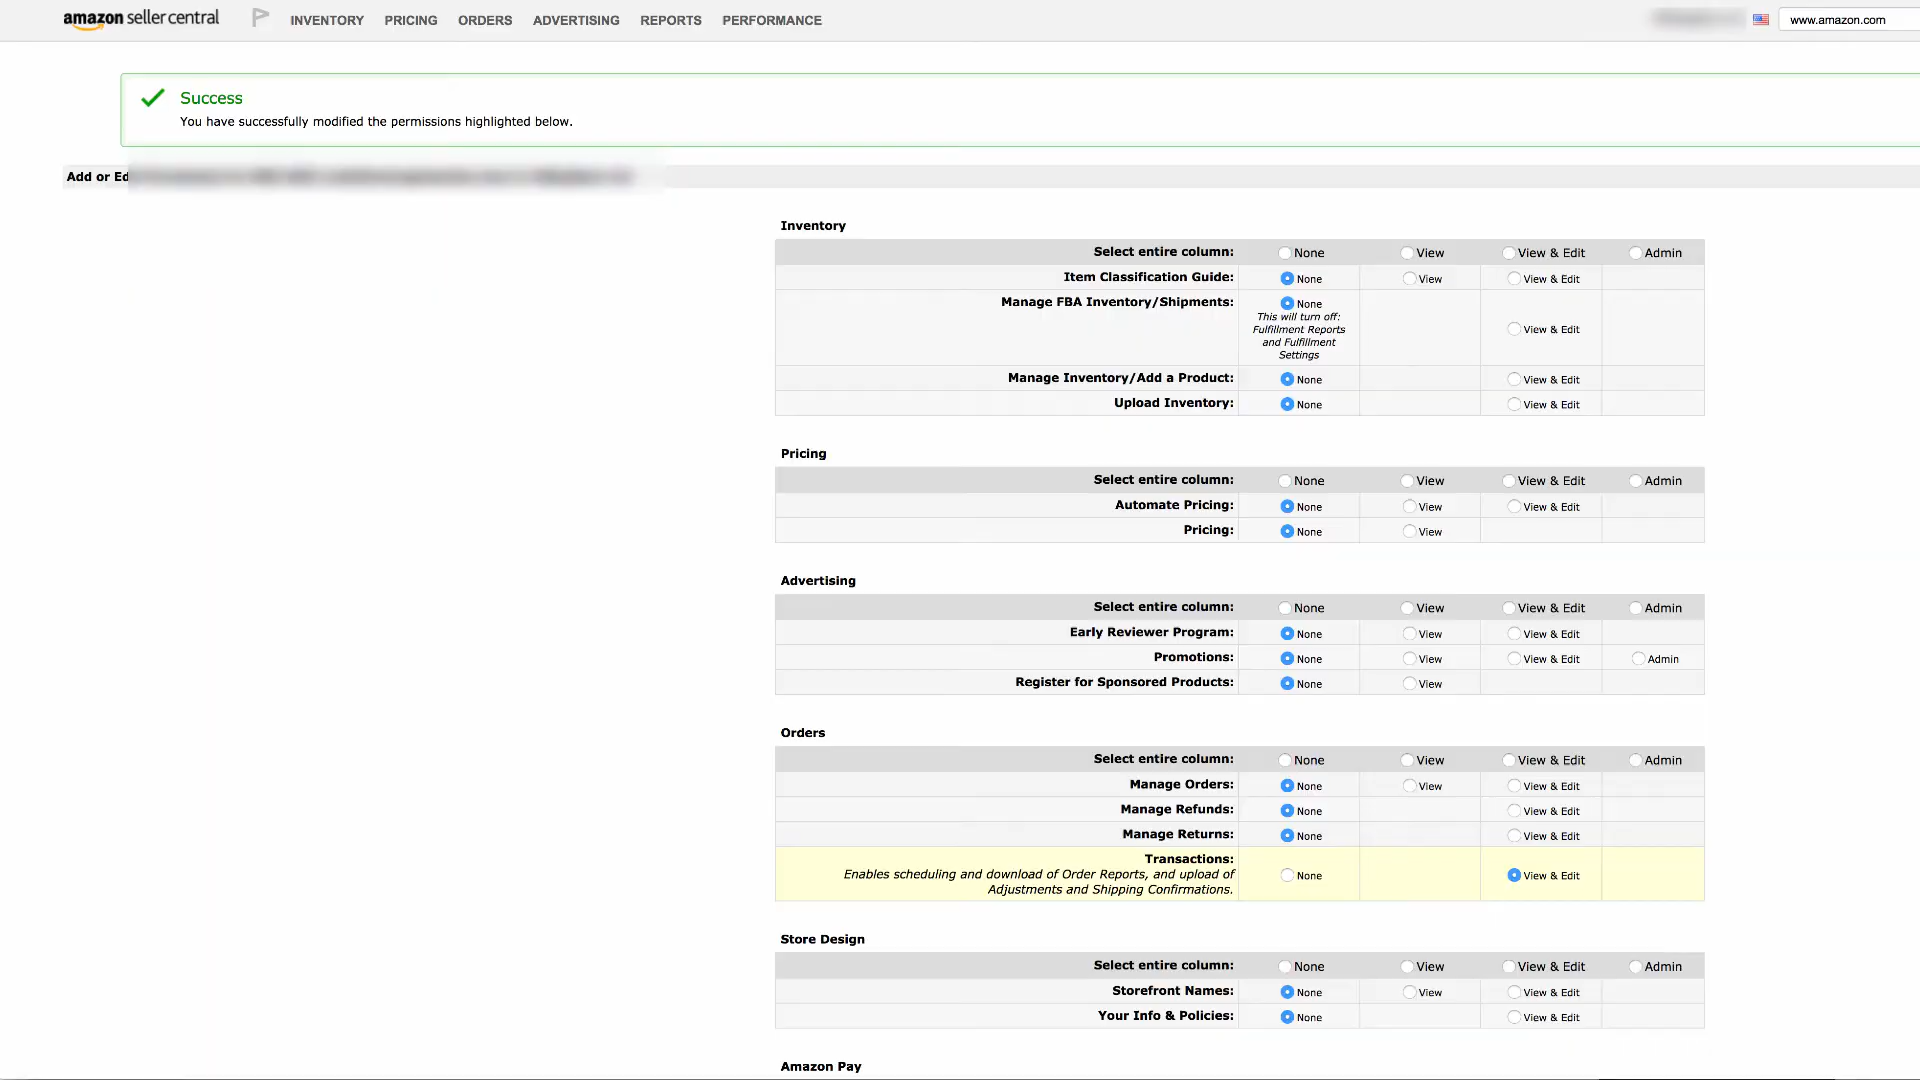 amazon seller central INVENTORY PRICING ORDERS ADVERTISING REPORTS PERFORMANCE www.amazon.com
Success
You have successfully modified the permissions highlighted below.
Add or Ed
Inventory
Select entire column: None View View & Edit Admin
Item Classification Guide: None View View & Edit
Manage FBA Inventory/Shipments: None
This will turn off:
Fulfillment Reports
and Fulfillment
Settings
View & Edit
Manage Inventory/Add a Product: None View & Edit
Upload Inventory: None View & Edit
Pricing
Select entire column: None View View & Edit Admin
Automate Pricing: None View View & Edit
Pricing: None View
Advertising
Select entire column: None View View & Edit Admin
Early Reviewer Program: None View View & Edit
Promotions: None View View & Edit Admin
Register for Sponsored Products: None View
Orders
Select entire column: None View View & Edit Admin
Manage Orders: None View View & Edit
Manage Refunds: None View & Edit
Manage Returns: None View & Edit
Transactions:
Enables scheduling and download of Order Reports, and upload of
Adjustments and Shipping Confirmations.
None View & Edit
Store Design
Select entire column: None View View & Edit Admin
Storefront Names: None View View & Edit
Your Info & Policies: None View & Edit
Amazon Pay